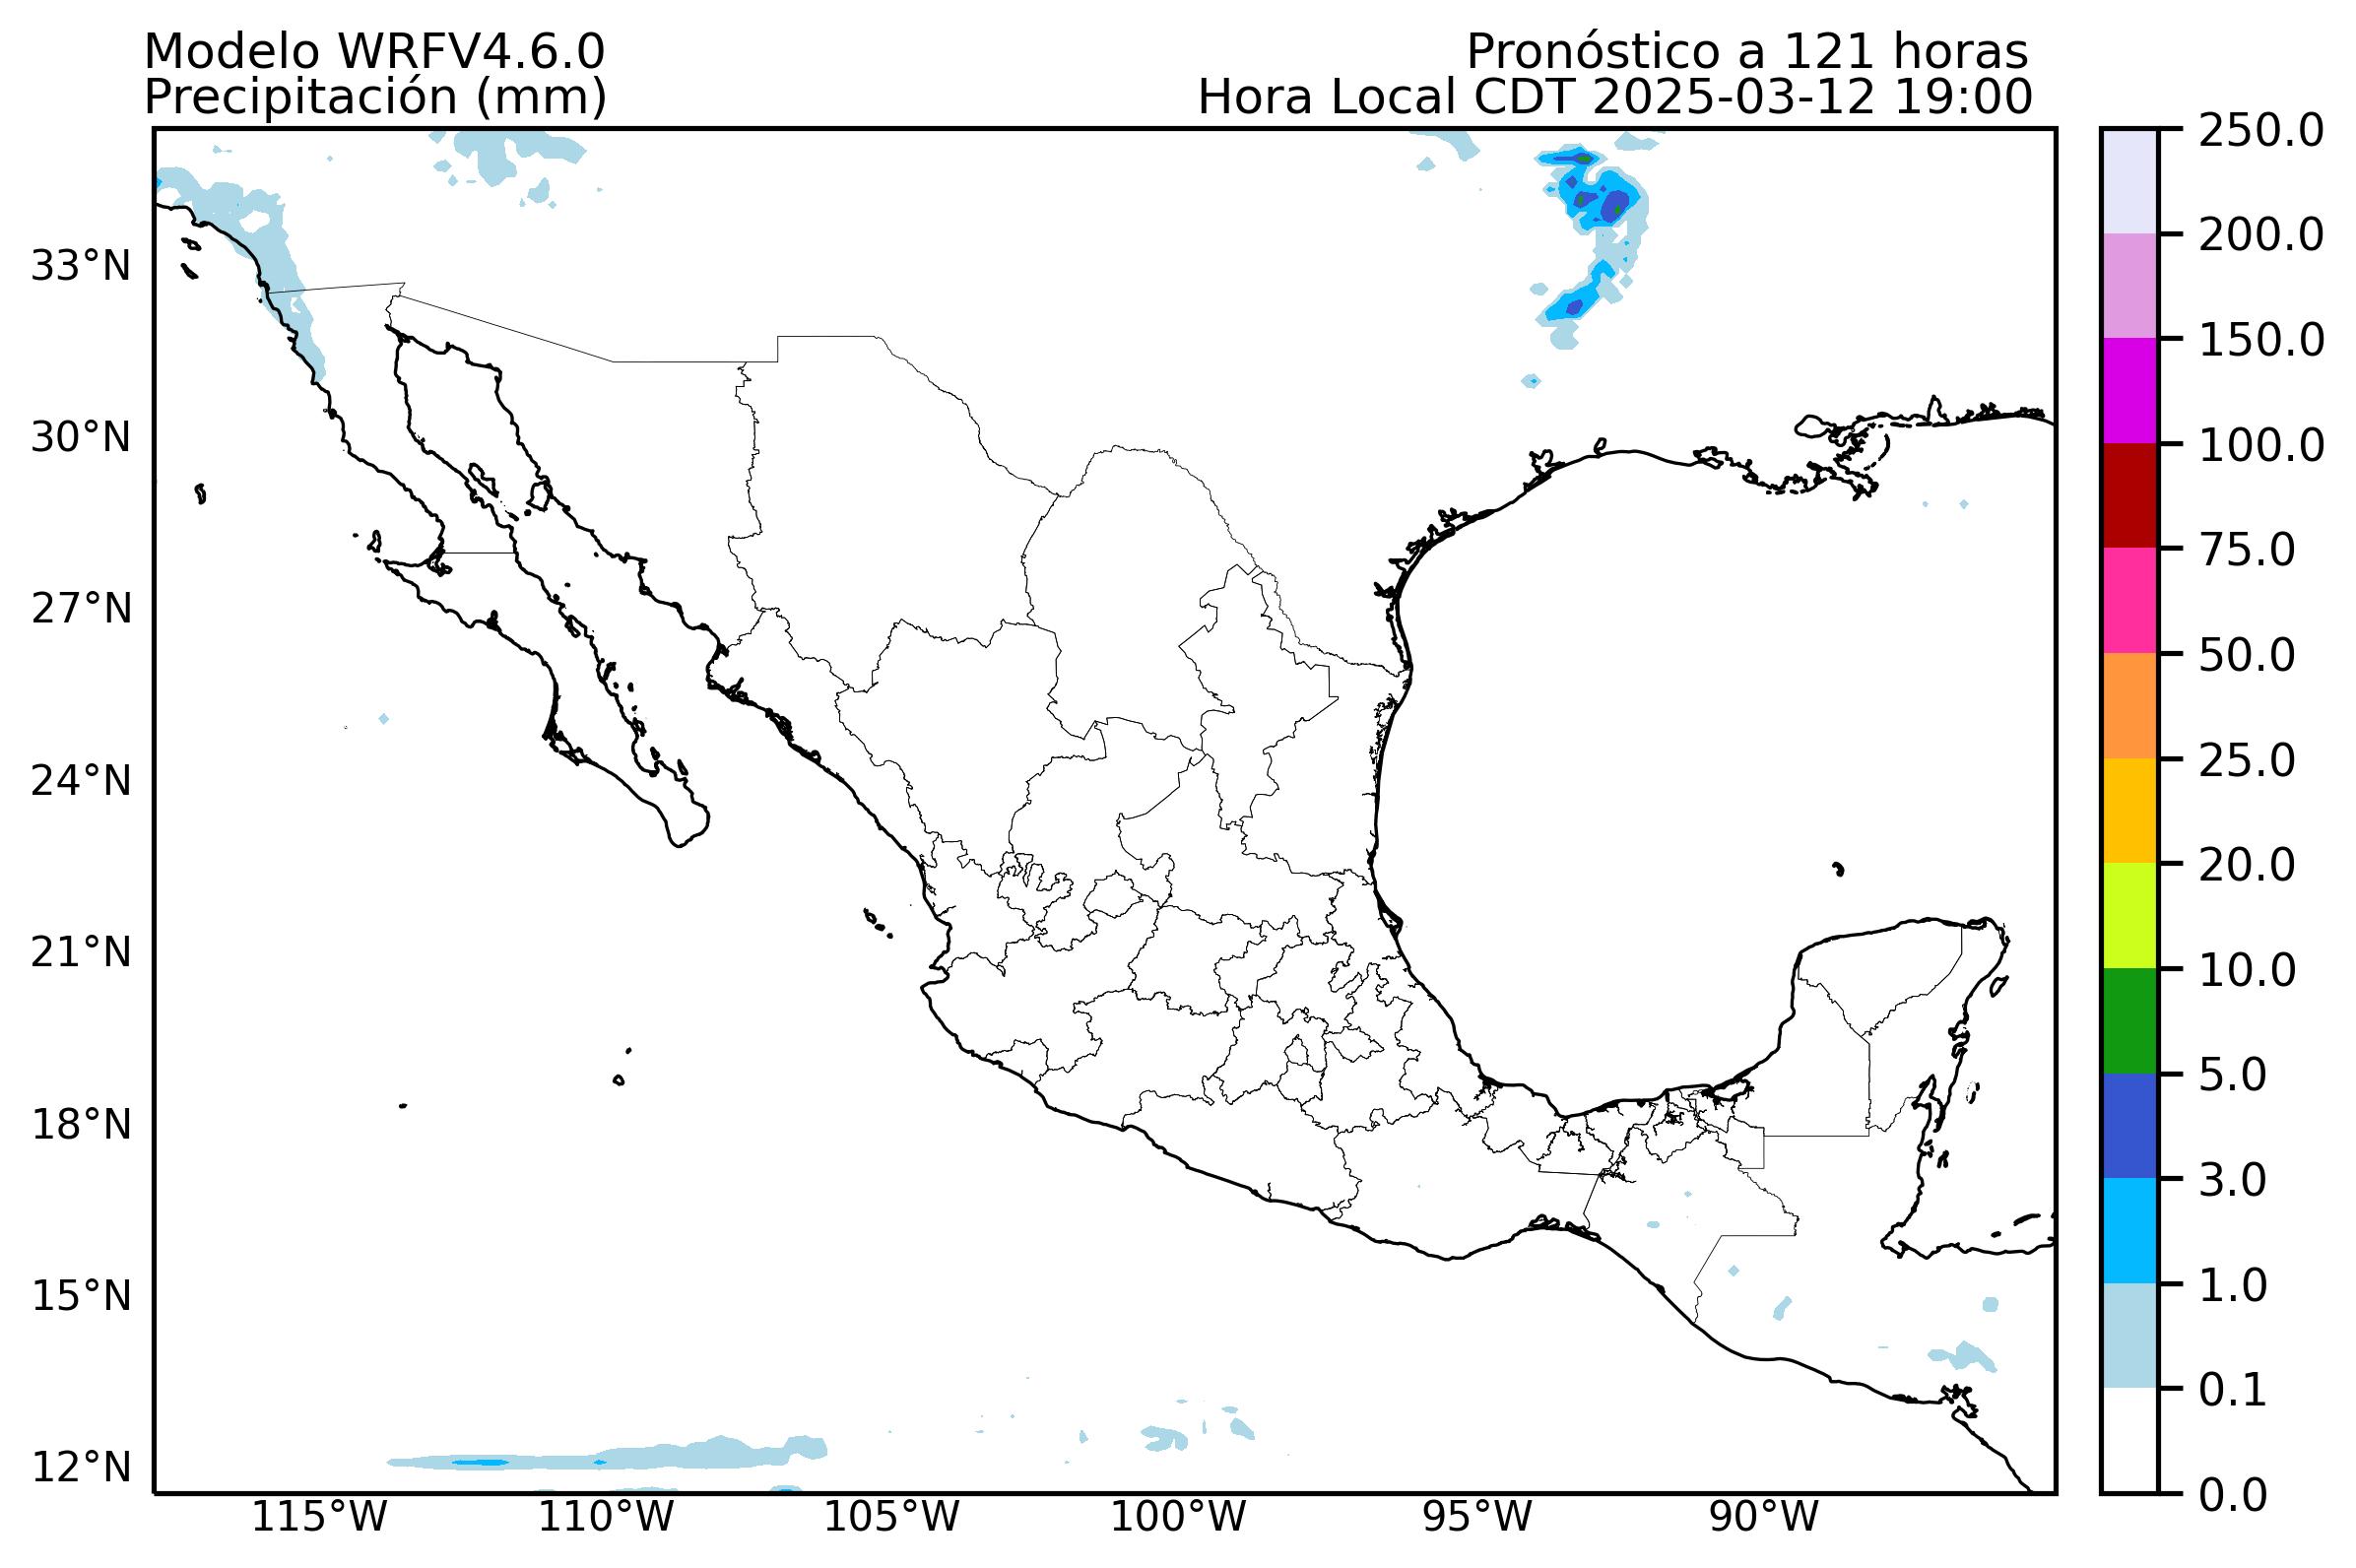 Modelo WRFV4.6.0
Precipitación (mm)
Pronóstico a 121 horas
Hora Local CDT 2025-03-12 19:00
33°N
30°N
27°N
24°N
21°N
18°N
15°N
12°N
115°W
110°W
105°W
100°W
95°W
90°W
250.0
200.0
150.0
100.0
75.0
50.0
25.0
20.0
10.0
5.0
3.0
1.0
0.1
0.0